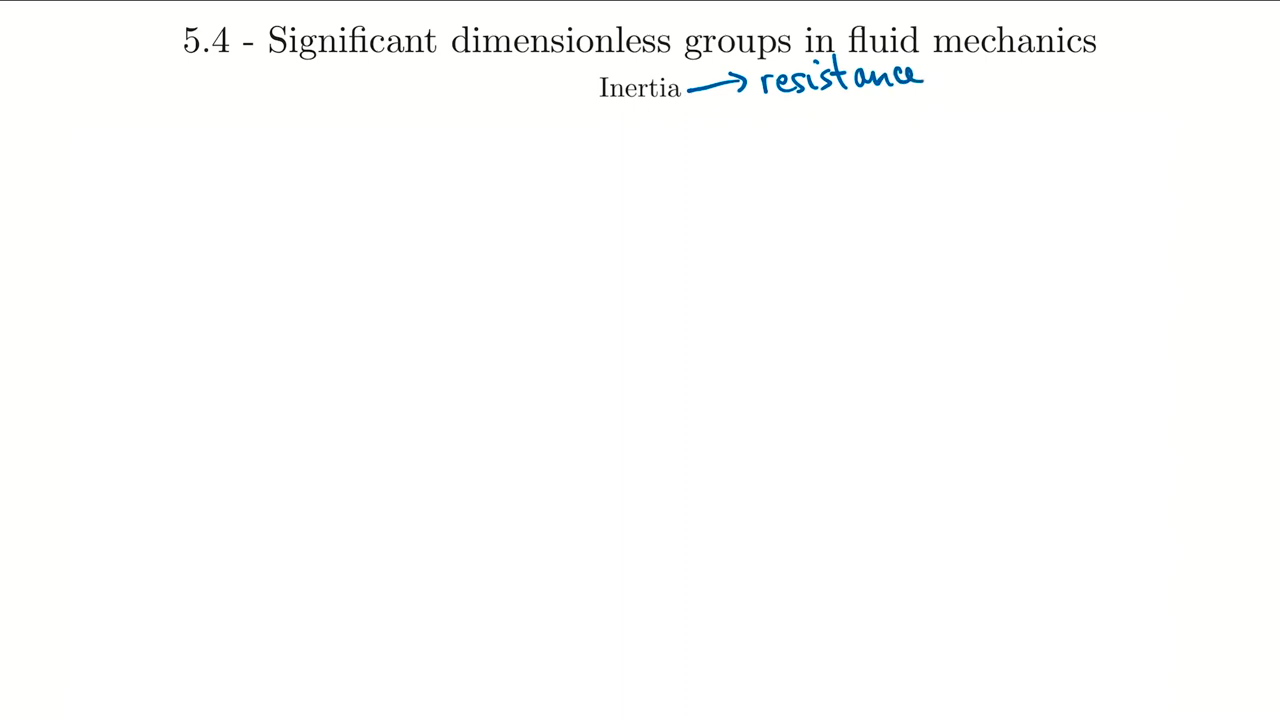 5.4 - Significant dimensionless groups in fluid mechanics
Inertia → resistance